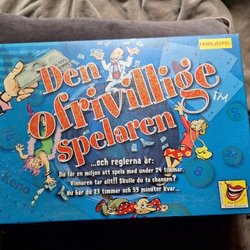 FAMILJESPEL
Den
ofrivillige
spelaren
TM
...och reglerna är:
Du får en miljon att spela med under 24 timmar.
Vinnaren tar allt!! Skulle du ta chansen?
Nu har du 23 timmar och 59 minuter kvar...